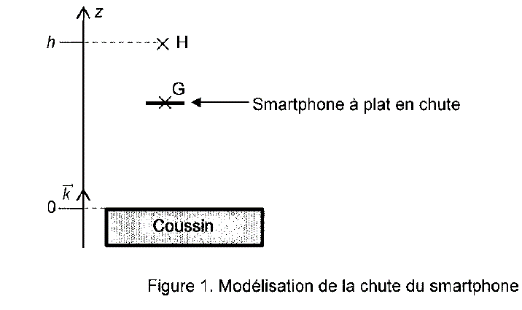 z
h
H
G
Smartphone à plat en chute
k
0
Coussin
Figure 1. Modélisation de la chute du smartphone